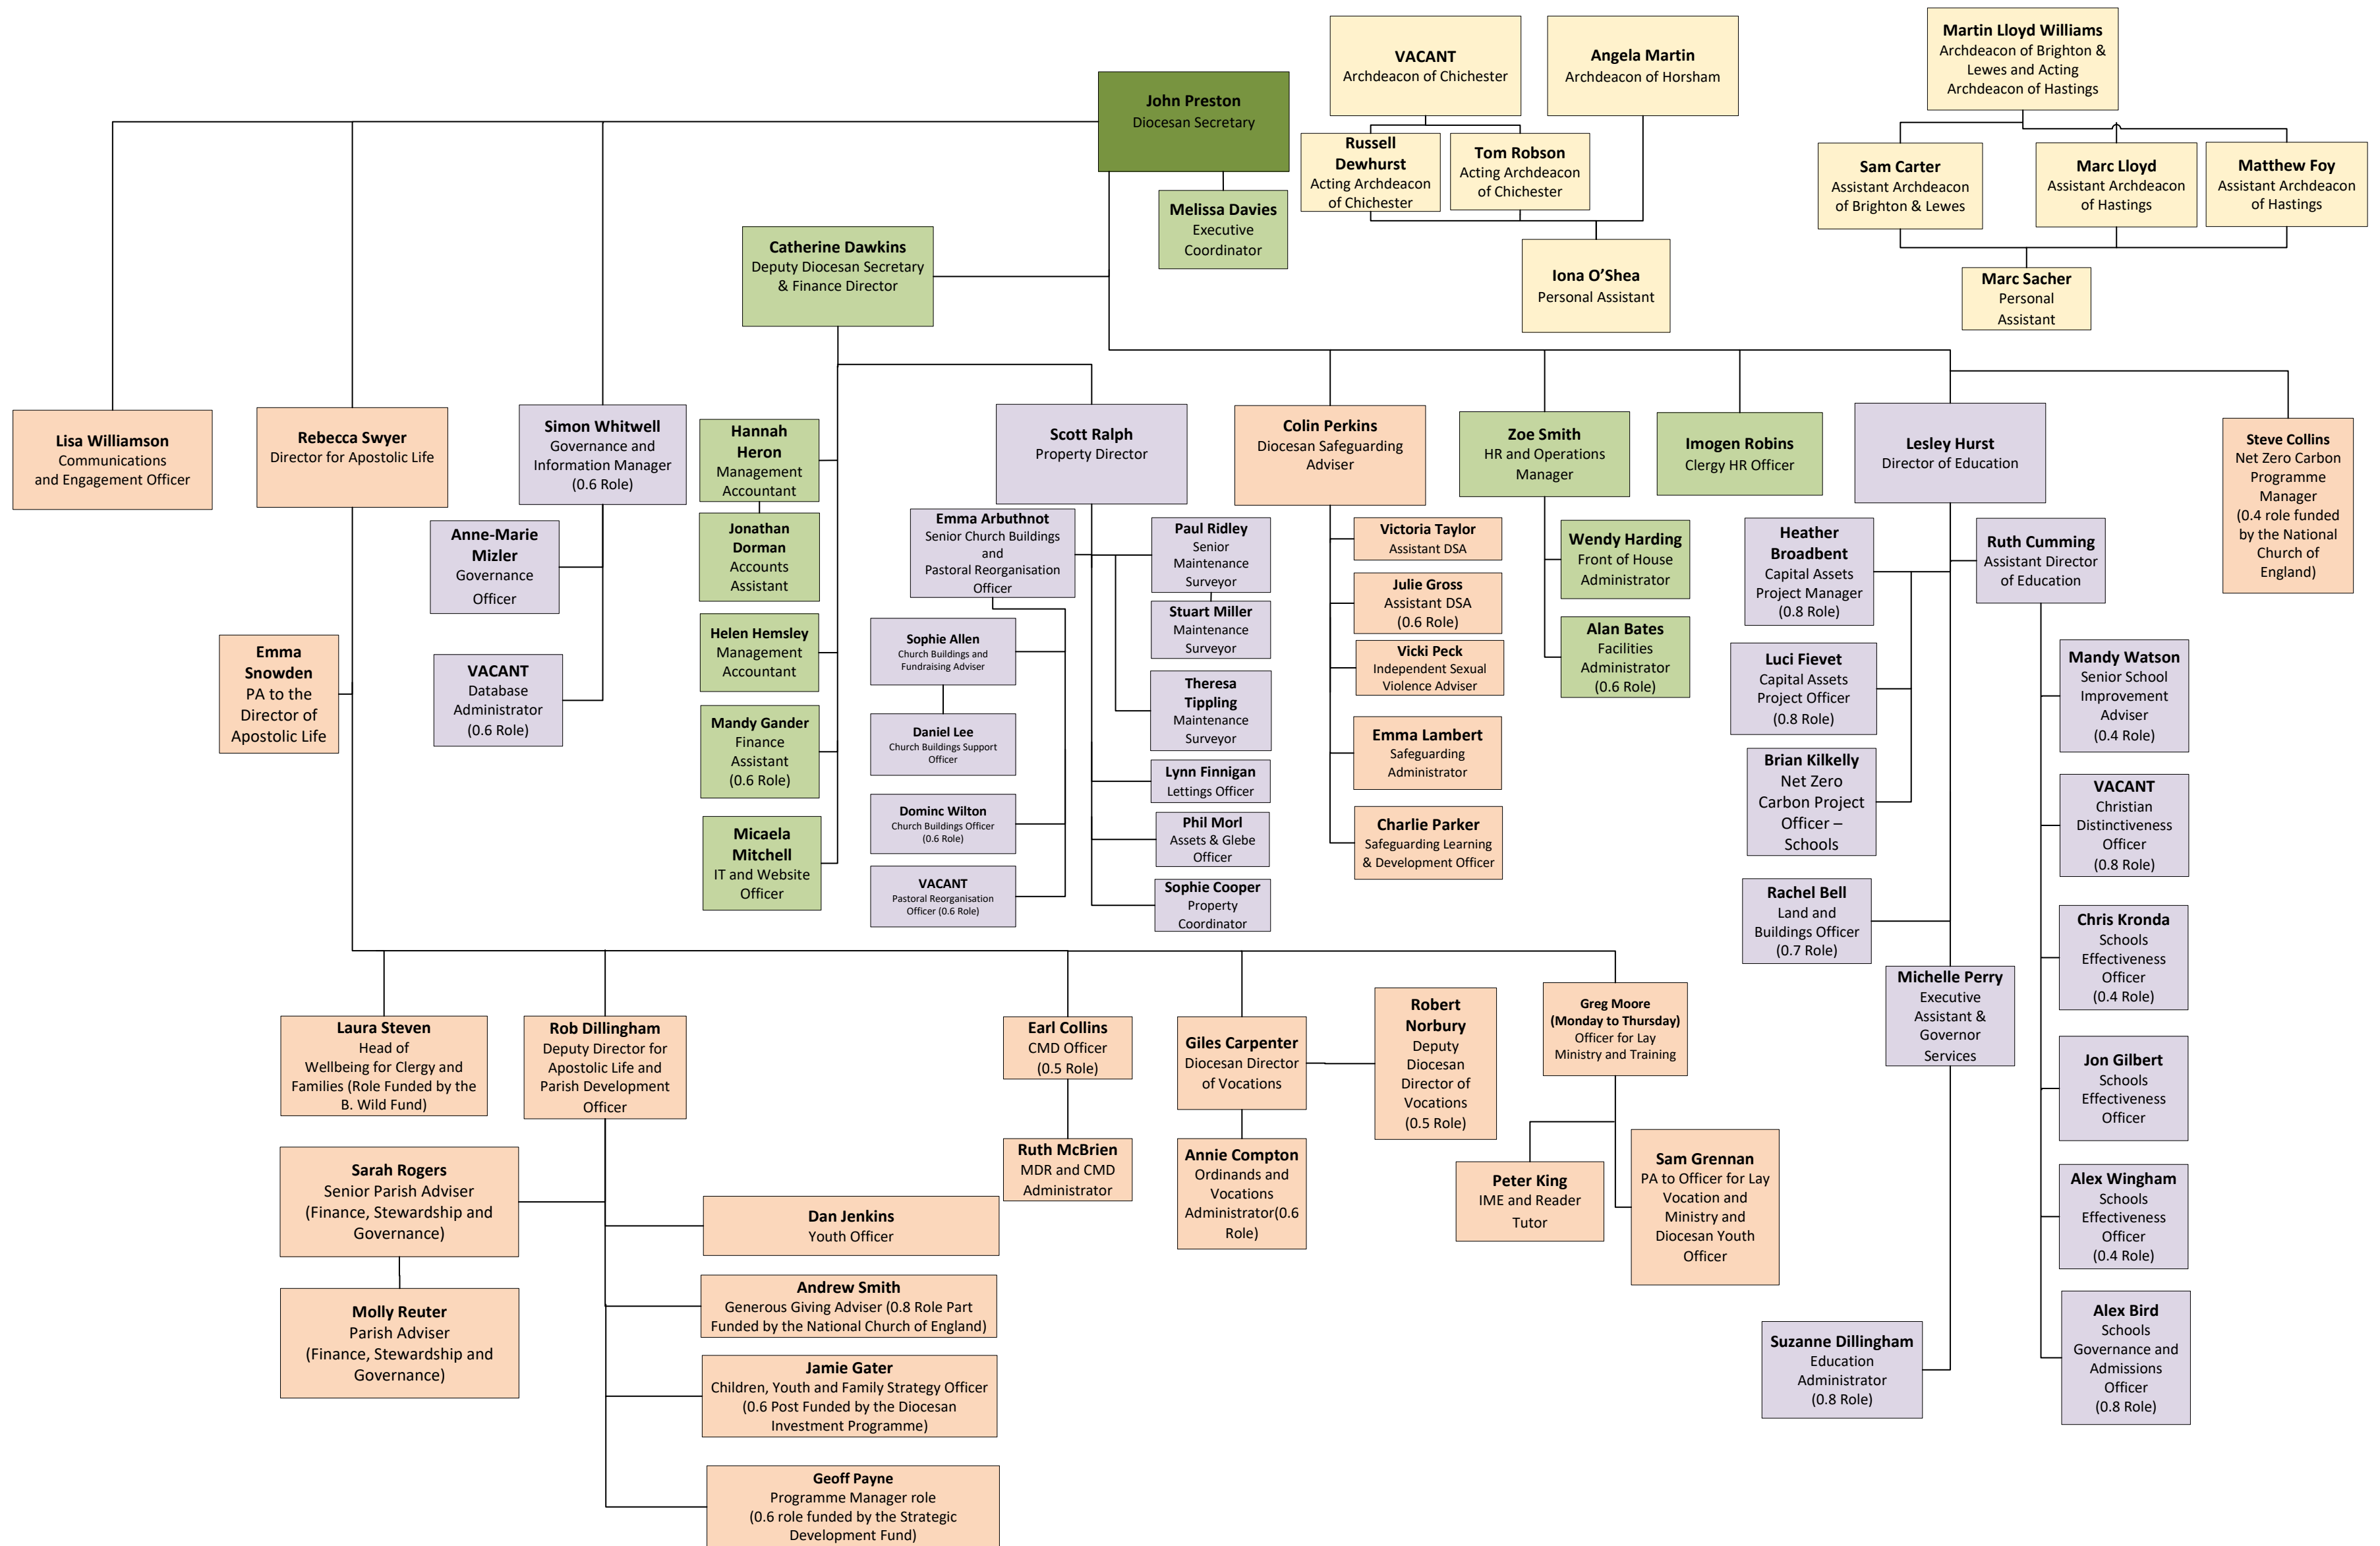 VACANT
Archdeacon of Chichester
Angela Martin
Archdeacon of Horsham
Martin Lloyd Williams
Archdeacon of Brighton &
Lewes and Acting
Archdeacon of Hastings
John Preston
Diocesan Secretary
Russell
Dewhurst
Acting Archdeacon
of Chichester
Tom Robson
Acting Archdeacon
of Chichester
Sam Carter
Assistant Archdeacon
of Brighton & Lewes
Marc Lloyd
Assistant Archdeacon
of Hastings
Matthew Foy
Assistant Archdeacon
of Hastings
Melissa Davies
Executive
Coordinator
Catherine Dawkins
Deputy Diocesan Secretary
& Finance Director
Iona O’Shea
Personal Assistant
Marc Sacher
Personal
Assistant
Lisa Williamson
Communications
and Engagement Officer
Rebecca Swyer
Director for Apostolic Life
Simon Whitwell
Governance and
Information Manager
(0.6 Role)
Hannah
Heron
Management
Accountant
Scott Ralph
Property Director
Colin Perkins
Diocesan Safeguarding
Adviser
Zoe Smith
HR and Operations
Manager
Imogen Robins
Clergy HR Officer
Lesley Hurst
Director of Education
Steve Collins
Net Zero Carbon
Programme
Manager
(0.4 role funded
by the National
Church of
England)
Anne-Marie
Mizler
Governance
Officer
Jonathan
Dorman
Accounts
Assistant
Emma Arbuthnot
Senior Church Buildings
and
Pastoral Reorganisation
Officer
Paul Ridley
Senior
Maintenance
Surveyor
Victoria Taylor
Assistant DSA
Wendy Harding
Front of House
Administrator
Heather
Broadbent
Capital Assets
Project Manager
(0.8 Role)
Ruth Cumming
Assistant Director
of Education
Julie Gross
Assistant DSA
(0.6 Role)
Stuart Miller
Maintenance
Surveyor
Alan Bates
Facilities
Administrator
(0.6 Role)
Emma
Snowden
PA to the
Director of
Apostolic Life
VACANT
Database
Administrator
(0.6 Role)
Helen Hemsley
Management
Accountant
Sophie Allen
Church Buildings and
Fundraising Adviser
Vicki Peck
Independent Sexual
Violence Adviser
Luci Fievet
Capital Assets
Project Officer
(0.8 Role)
Mandy Watson
Senior School
Improvement
Adviser
(0.4 Role)
Theresa
Tippling
Maintenance
Surveyor
Mandy Gander
Finance
Assistant
(0.6 Role)
Daniel Lee
Church Buildings Support
Officer
Emma Lambert
Safeguarding
Administrator
Brian Kilkelly
Net Zero
Carbon Project
Officer –
Schools
Lynn Finnigan
Lettings Officer
VACANT
Christian
Distinctiveness
Officer
(0.8 Role)
Dominc Wilton
Church Buildings Officer
(0.6 Role)
Phil Morl
Assets & Glebe
Officer
Charlie Parker
Safeguarding Learning
& Development Officer
Micaela
Mitchell
IT and Website
Officer
VACANT
Pastoral Reorganisation
Officer (0.6 Role)
Sophie Cooper
Property
Coordinator
Rachel Bell
Land and
Buildings Officer
(0.7 Role)
Chris Kronda
Schools
Effectiveness
Officer
(0.4 Role)
Michelle Perry
Executive
Assistant &
Governor
Services
Laura Steven
Head of
Wellbeing for Clergy and
Families (Role Funded by the
B. Wild Fund)
Rob Dillingham
Deputy Director for
Apostolic Life and
Parish Development
Officer
Earl Collins
CMD Officer
(0.5 Role)
Giles Carpenter
Diocesan Director
of Vocations
Robert
Norbury
Deputy
Diocesan
Director of
Vocations
(0.5 Role)
Greg Moore
(Monday to Thursday)
Officer for Lay
Ministry and Training
Jon Gilbert
Schools
Effectiveness
Officer
Sarah Rogers
Senior Parish Adviser
(Finance, Stewardship and
Governance)
Ruth McBrien
MDR and CMD
Administrator
Annie Compton
Ordinands and
Vocations
Administrator(0.6
Role)
Peter King
IME and Reader
Tutor
Sam Grennan
PA to Officer for Lay
Vocation and
Ministry and
Diocesan Youth
Officer
Alex Wingham
Schools
Effectiveness
Officer
(0.4 Role)
Dan Jenkins
Youth Officer
Molly Reuter
Parish Adviser
(Finance, Stewardship and
Governance)
Andrew Smith
Generous Giving Adviser (0.8 Role Part
Funded by the National Church of England)
Suzanne Dillingham
Education
Administrator
(0.8 Role)
Alex Bird
Schools
Governance and
Admissions
Officer
(0.8 Role)
Jamie Gater
Children, Youth and Family Strategy Officer
(0.6 Post Funded by the Diocesan
Investment Programme)
Geoff Payne
Programme Manager role
(0.6 role funded by the Strategic
Development Fund)